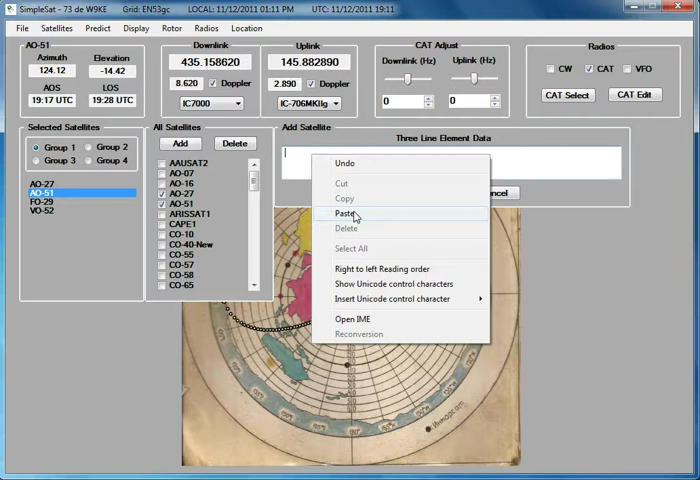 SimpleSat - 73 de W9KE Grid: EN53gc LOCAL: 11/12/2011 01:11 PM UTC: 11/12/2011 19:11
File Satellites Predict Display Rotor Radios Location
AO-51
Azimuth Elevation
124.12 -14.42
AOS LOS
19:17 UTC 19:28 UTC
Downlink
435.158620
8.620 Doppler
IC7000
Uplink
145.882890
2.890 Doppler
IC-706MKIIg
CAT Adjust
Downlink (Hz) Uplink (Hz)
0 0
Radios
CW CAT VFO
CAT Select CAT Edit
Selected Satellites
Group 1 Group 2
Group 3 Group 4
AO-27
AO-51
FO-29
VO-52
All Satellites
Add Delete
AAUSAT2
AO-07
AO-16
AO-27
AO-51
ARISSAT1
CAPE1
CO-10
CO-40-New
CO-55
CO-57
CO-58
CO-65
Add Satellite
Three Line Element Data
ncel
Undo
Cut
Copy
Paste
Delete
Select All
Right to left Reading order
Show Unicode control characters
Insert Unicode control character
Open IME
Reconversion